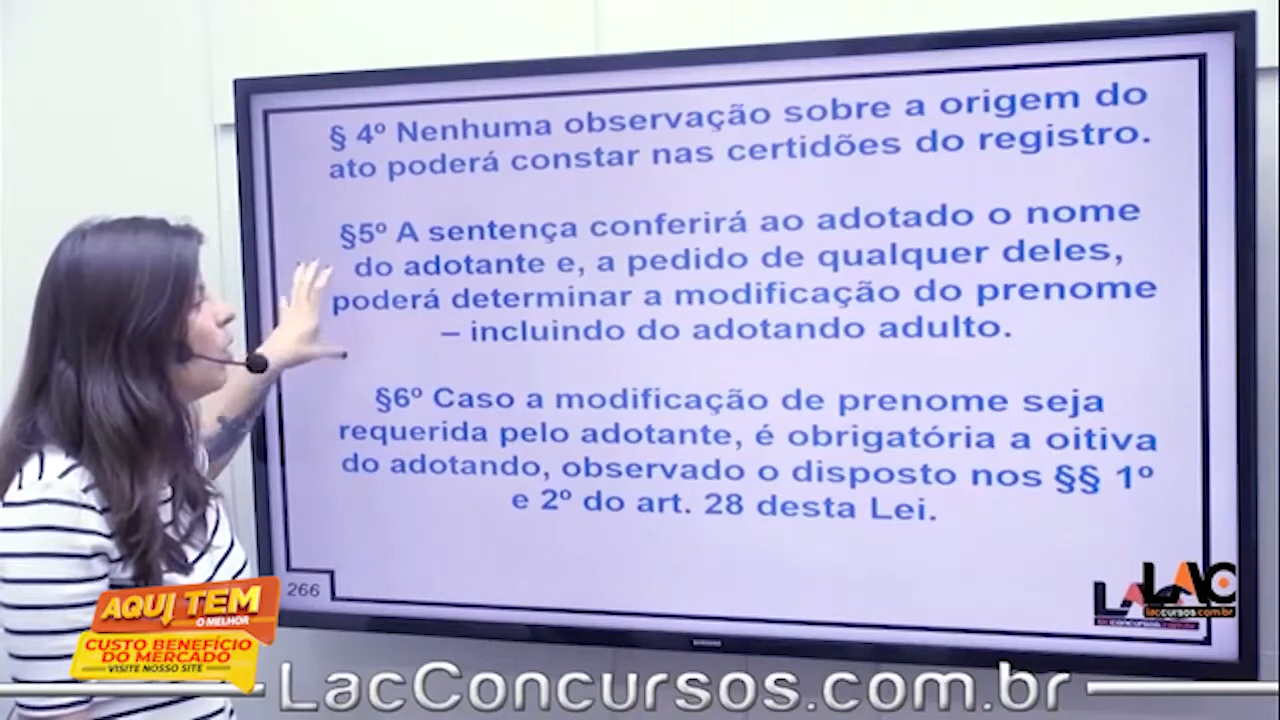 § 4º Nenhuma observação sobre a origem do
ato poderá constar nas certidões do registro.
§5º A sentença conferirá ao adotado o nome
do adotante e, a pedido de qualquer deles,
poderá determinar a modificação do prenome
– incluindo do adotando adulto.
§6º Caso a modificação de prenome seja
requerida pelo adotante, é obrigatória a oitiva
do adotando, observado o disposto nos §§ 1º
e 2º do art. 28 desta Lei.
266
LAC
laccursos.com.br
AQUI TEM
O MELHOR
CUSTO BENEFÍCIO
DO MERCADO
VISITE NOSSO SITE
LacConcursos.com.br